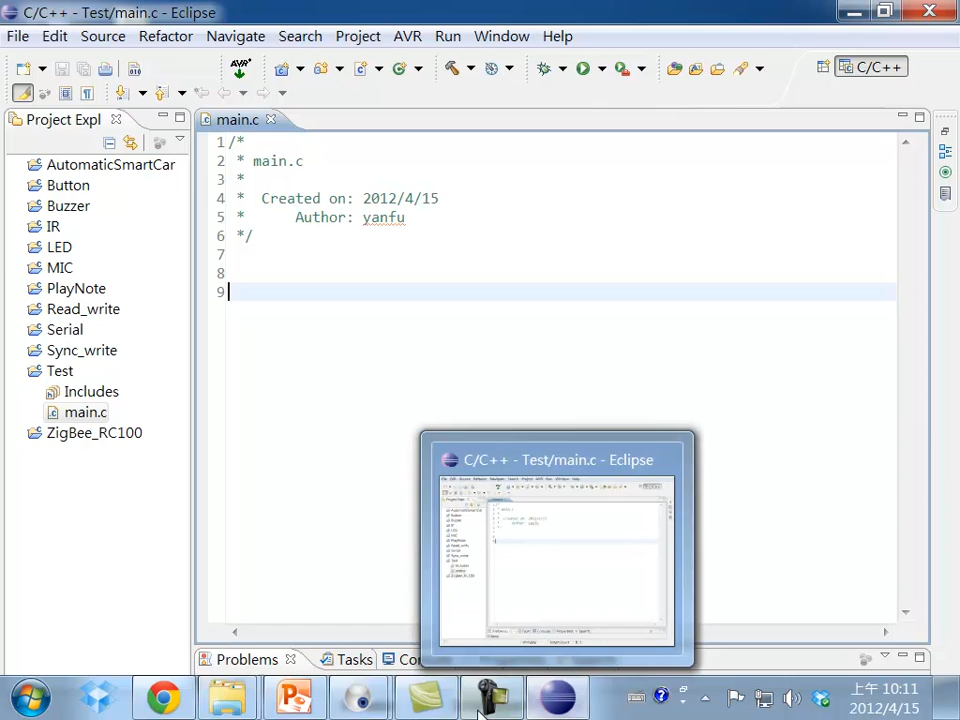 C/C++ - Test/main.c - Eclipse
File Edit Source Refactor Navigate Search Project AVR Run Window Help
AVR
010
C/C++
Project Expl
main.c
AutomaticSmartCar
Button
Buzzer
IR
LED
MIC
PlayNote
Read_write
Serial
Sync_write
Test
Includes
main.c
ZigBee_RC100
1 /*
2 * main.c
3 *
4 * Created on: 2012/4/15
5 * Author: yanfu
6 */
7
8
9
C/C++ - Test/main.c - Eclipse
Problems Tasks Con
上午 10:11
2012/4/15